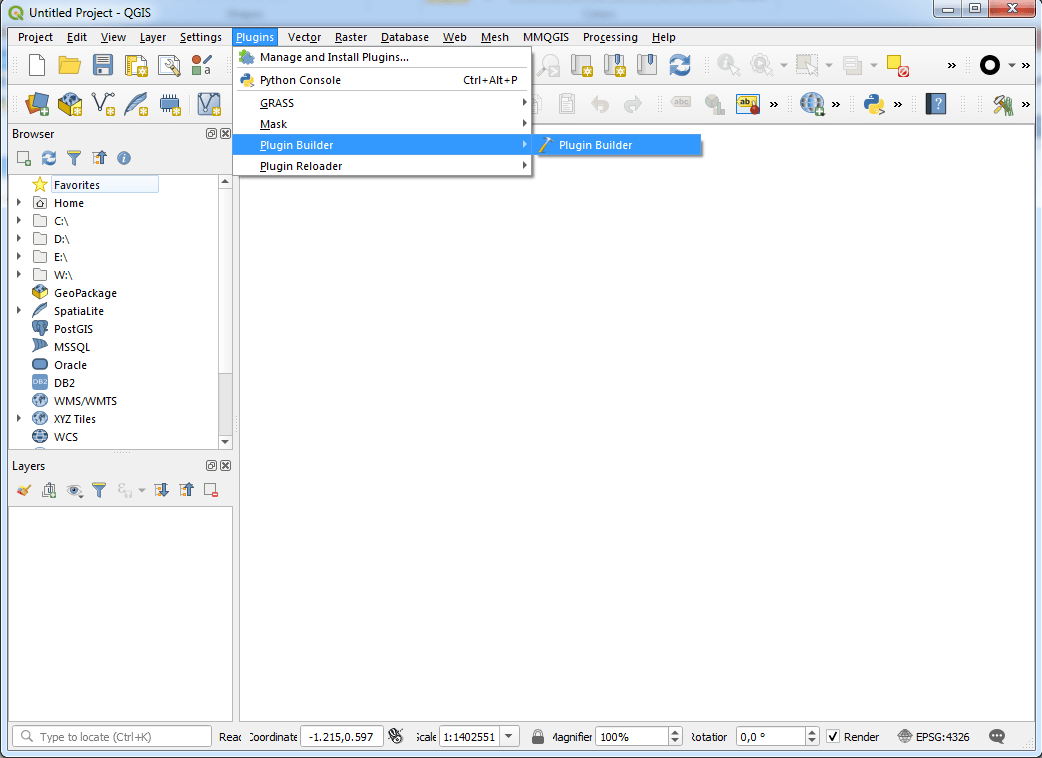 Untitled Project - QGIS
Project Edit View Layer Settings Plugins Vector Raster Database Web Mesh MMQGIS Processing Help
Manage and Install Plugins...
Python Console Ctrl+Alt+P
GRASS
Mask
Plugin Builder
Plugin Builder
Plugin Reloader
abc
ab
»
»
»
»
»
»
?
Browser
Favorites
Home
C:\
D:\
E:\
W:\
GeoPackage
SpatiaLite
PostGIS
MSSQL
Oracle
DB2 DB2
WMS/WMTS
XYZ Tiles
WCS
Layers
Type to locate (Ctrl+K) Reac Coordinate -1.215,0.597 Scale 1:1402551 Magnifier 100% Rotation 0,0 ° Render EPSG:4326